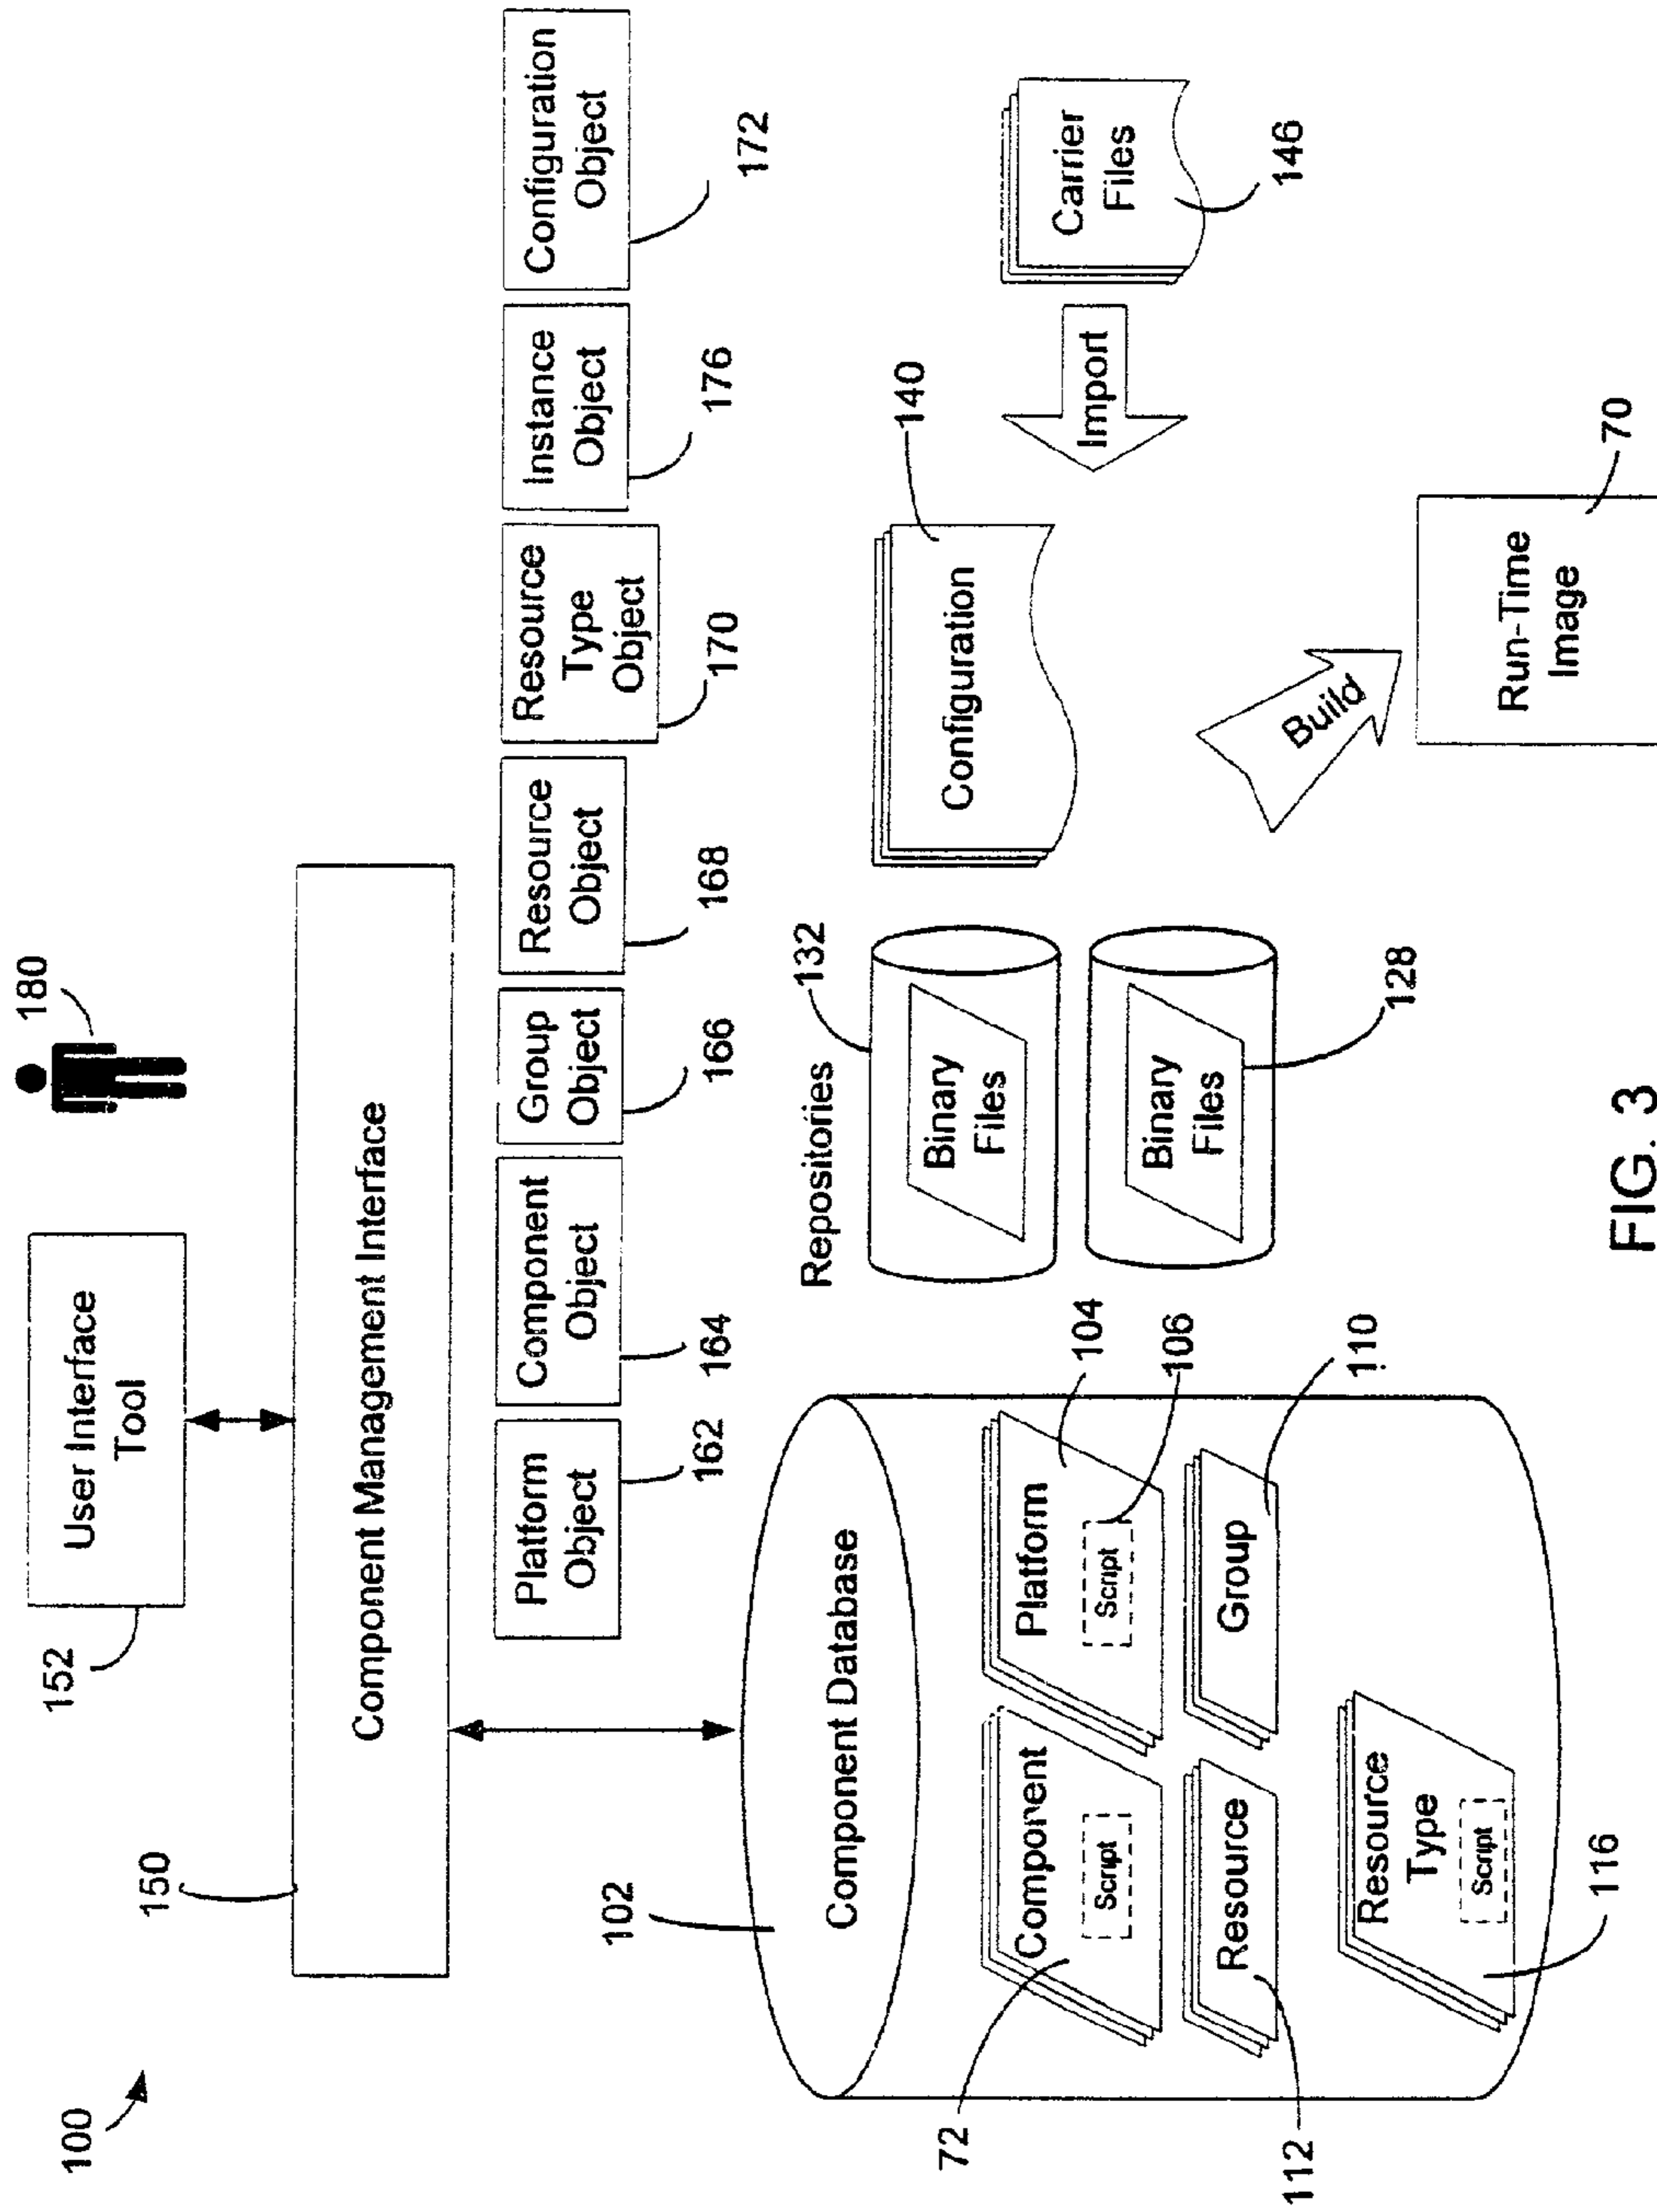 100
180
152
User Interface
Tool
150
Component Management Interface
Platform
Object
162
Component
Object
164
Group
Object
166
Resource
Object
168
Resource
Type
Object
170
Instance
Object
176
Configuration
Object
172
102
Component Database
Component
Script
72
Platform
Script
104
106
Resource
112
Group
110
Resource
Type
Script
116
Repositories
132
Binary
Files
Binary
Files
128
Configuration
140
Import
Carrier
Files
146
Build
Run-Time
Image
70
FIG. 3